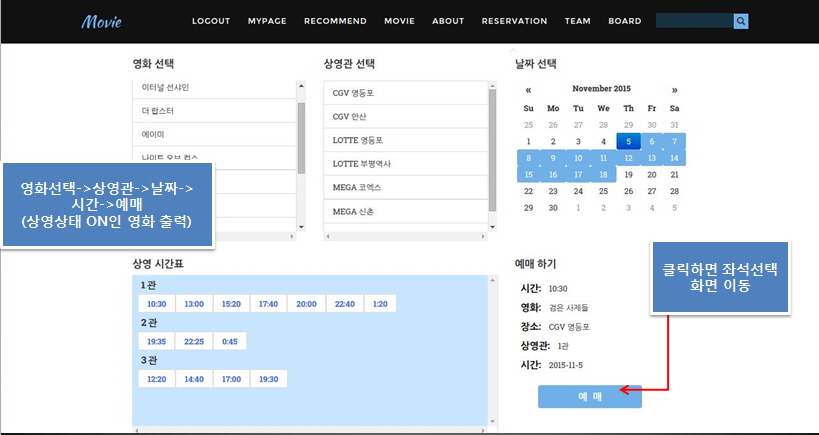 Movie
LOGOUT MYPAGE RECOMMEND MOVIE ABOUT RESERVATION TEAM BOARD
영화 선택
이터널 선샤인
더 랍스터
에이미
나이트 오브 컵스
영화선택->상영관->날짜->
시간->예매
(상영상태 ON인 영화 출력)
상영관 선택
CGV 영등포
CGV 안산
LOTTE 영등포
LOTTE 부평역사
MEGA 코엑스
MEGA 신촌
날짜 선택
« November 2015 »
Su Mo Tu We Th Fr Sa
25 26 27 28 29 30 31
1 2 3 4 5 6 7
8 9 10 11 12 13 14
15 16 17 18 19 20 21
22 23 24 25 26 27 28
29 30 1 2 3 4 5
상영 시간표
1관
10:30 13:00 15:20 17:40 20:00 22:40 1:20
2관
19:35 22:25 0:45
3관
12:20 14:40 17:00 19:30
예매 하기
시간: 10:30
영화: 검은 사제들
장소: CGV 영등포
상영관: 1관
시간: 2015-11-5
예 매
클릭하면 좌석선택
화면 이동